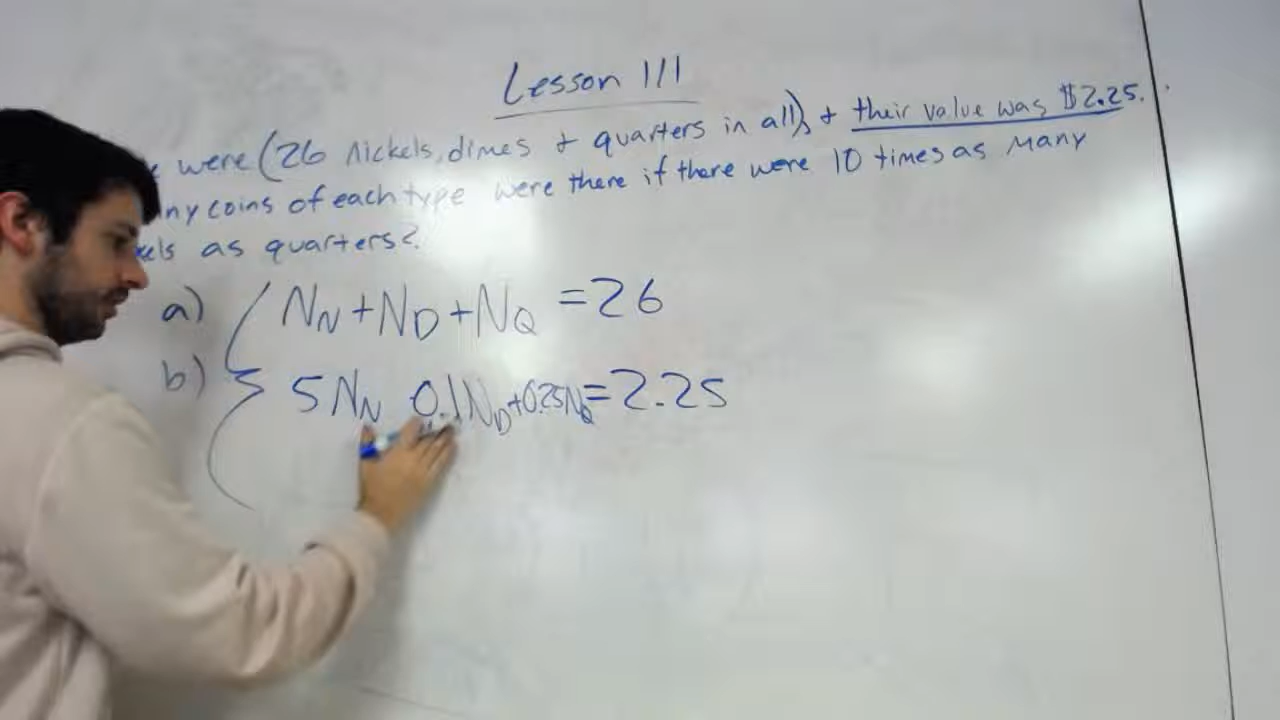 Lesson 111
were (26 nickels, dimes + quarters in all), + their value was $2.25.
coins of each type were there if there were 10 times as many
as quarters?
a) N_N + N_D + N_Q = 26
b) 5N_N 0.1N_D + 0.25N_Q = 2.25